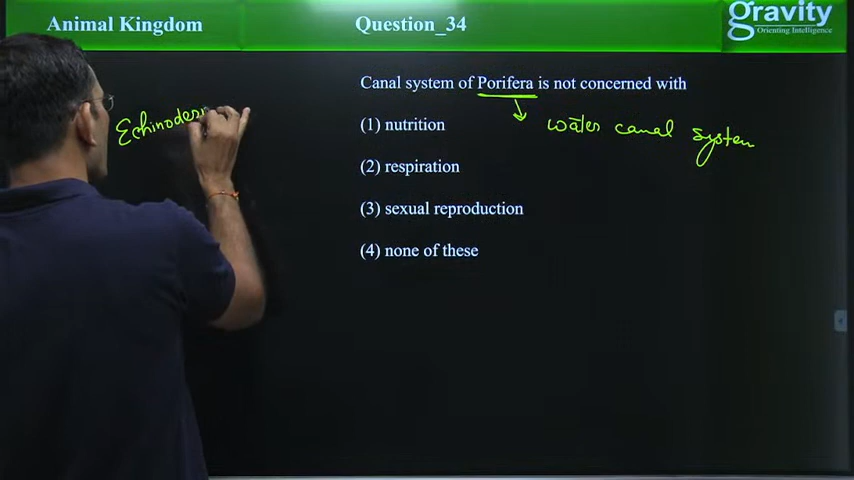 Animal Kingdom
Question_34
gravity
Orienting Intelligence
Canal system of Porifera is not concerned with
(1) nutrition
water canal system
Echinoder
(2) respiration
(3) sexual reproduction
(4) none of these